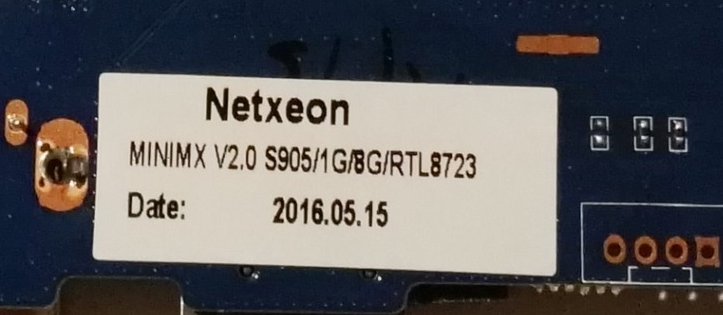 Netxeon
MINIMX V2.0 S905/1G/8G/RTL8723
Date: 2016.05.15